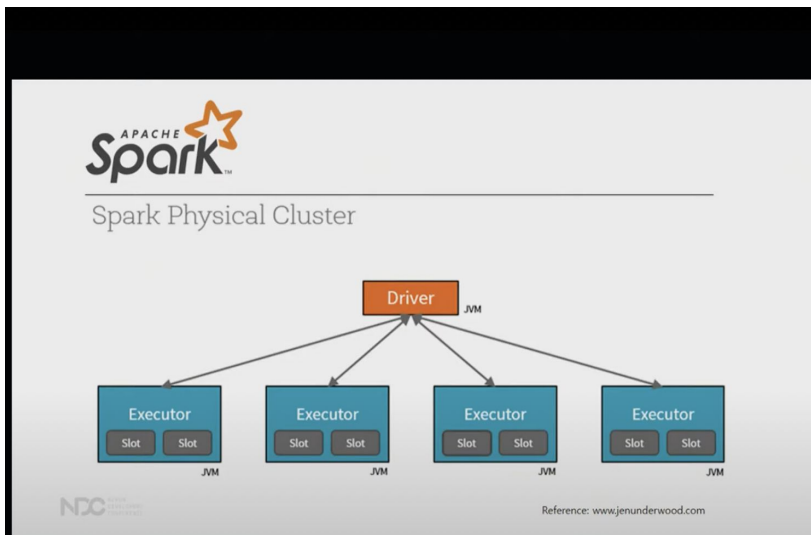 APACHE
Spark
TM
Spark Physical Cluster
Driver
JVM
Executor
Slot Slot
JVM
Executor
Slot Slot
JVM
Executor
Slot Slot
JVM
Executor
Slot Slot
JVM
NDC
Reference: www.jenunderwood.com